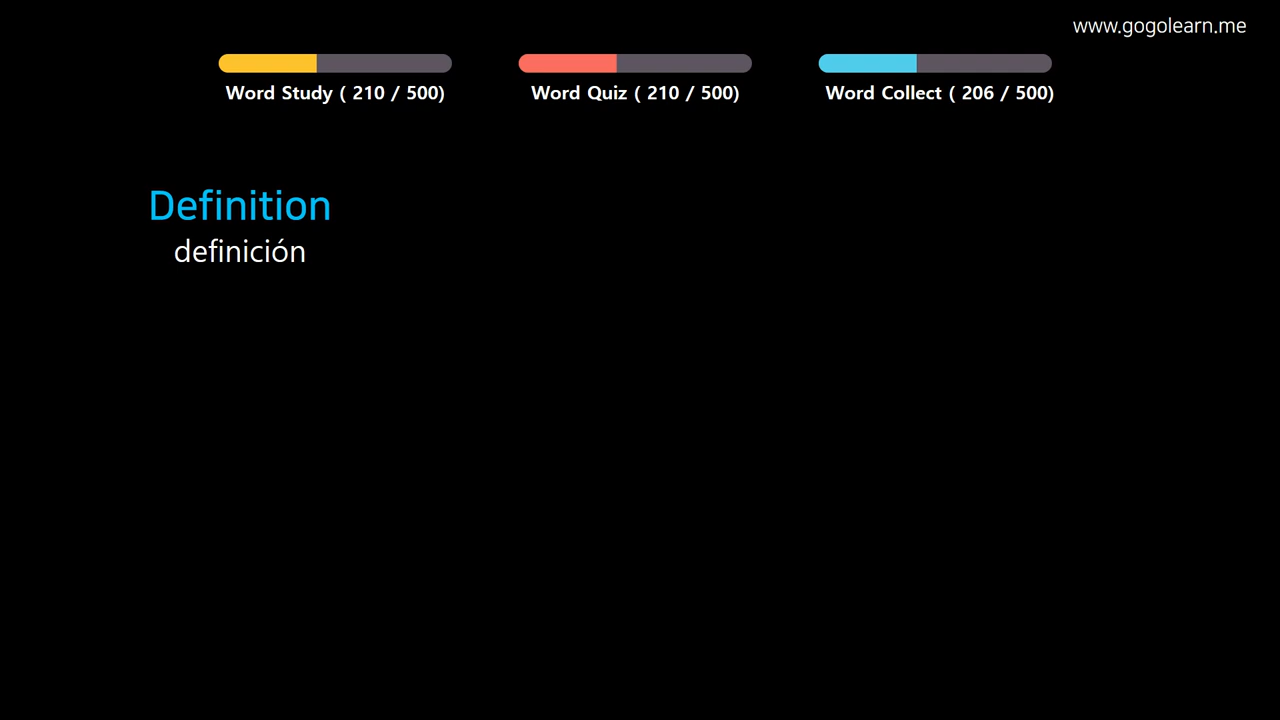 www.gogolearn.me
Word Study ( 210 / 500)
Word Quiz ( 210 / 500)
Word Collect ( 206 / 500)
Definition
definición